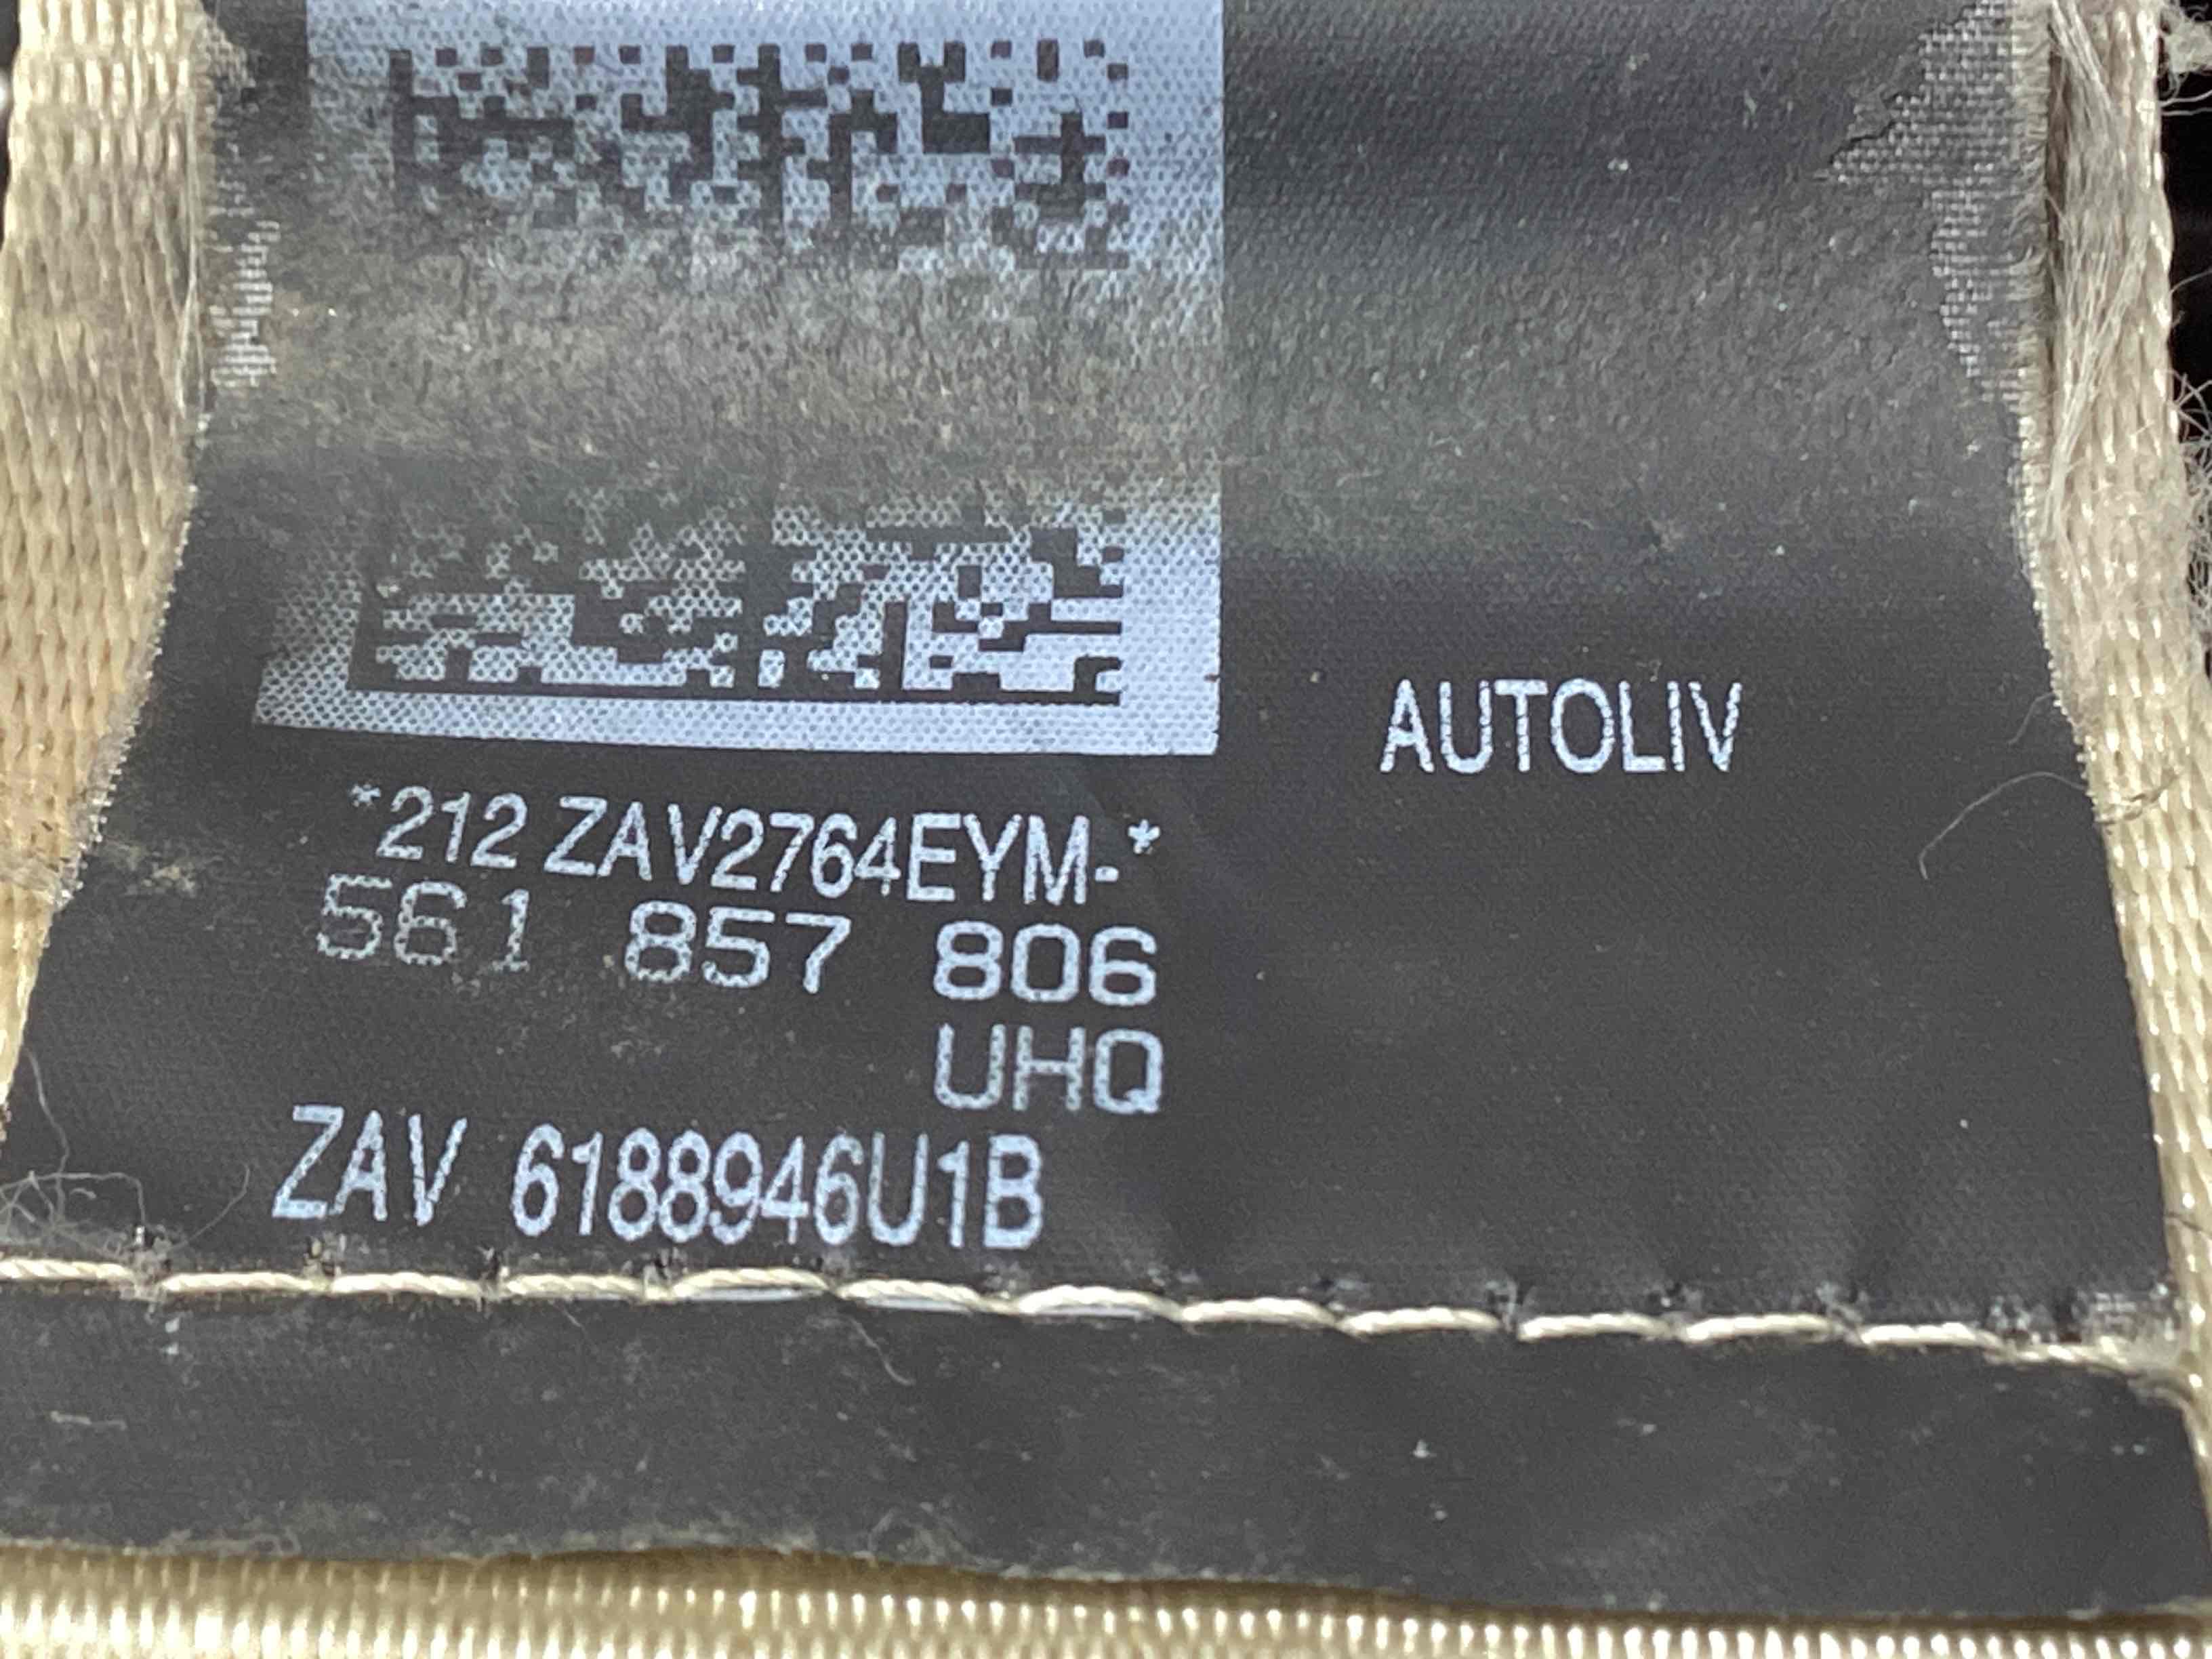 AUTOLIV
*212 ZAV2764EYM-*
561 857 806
UHQ
ZAV 6188946U1B